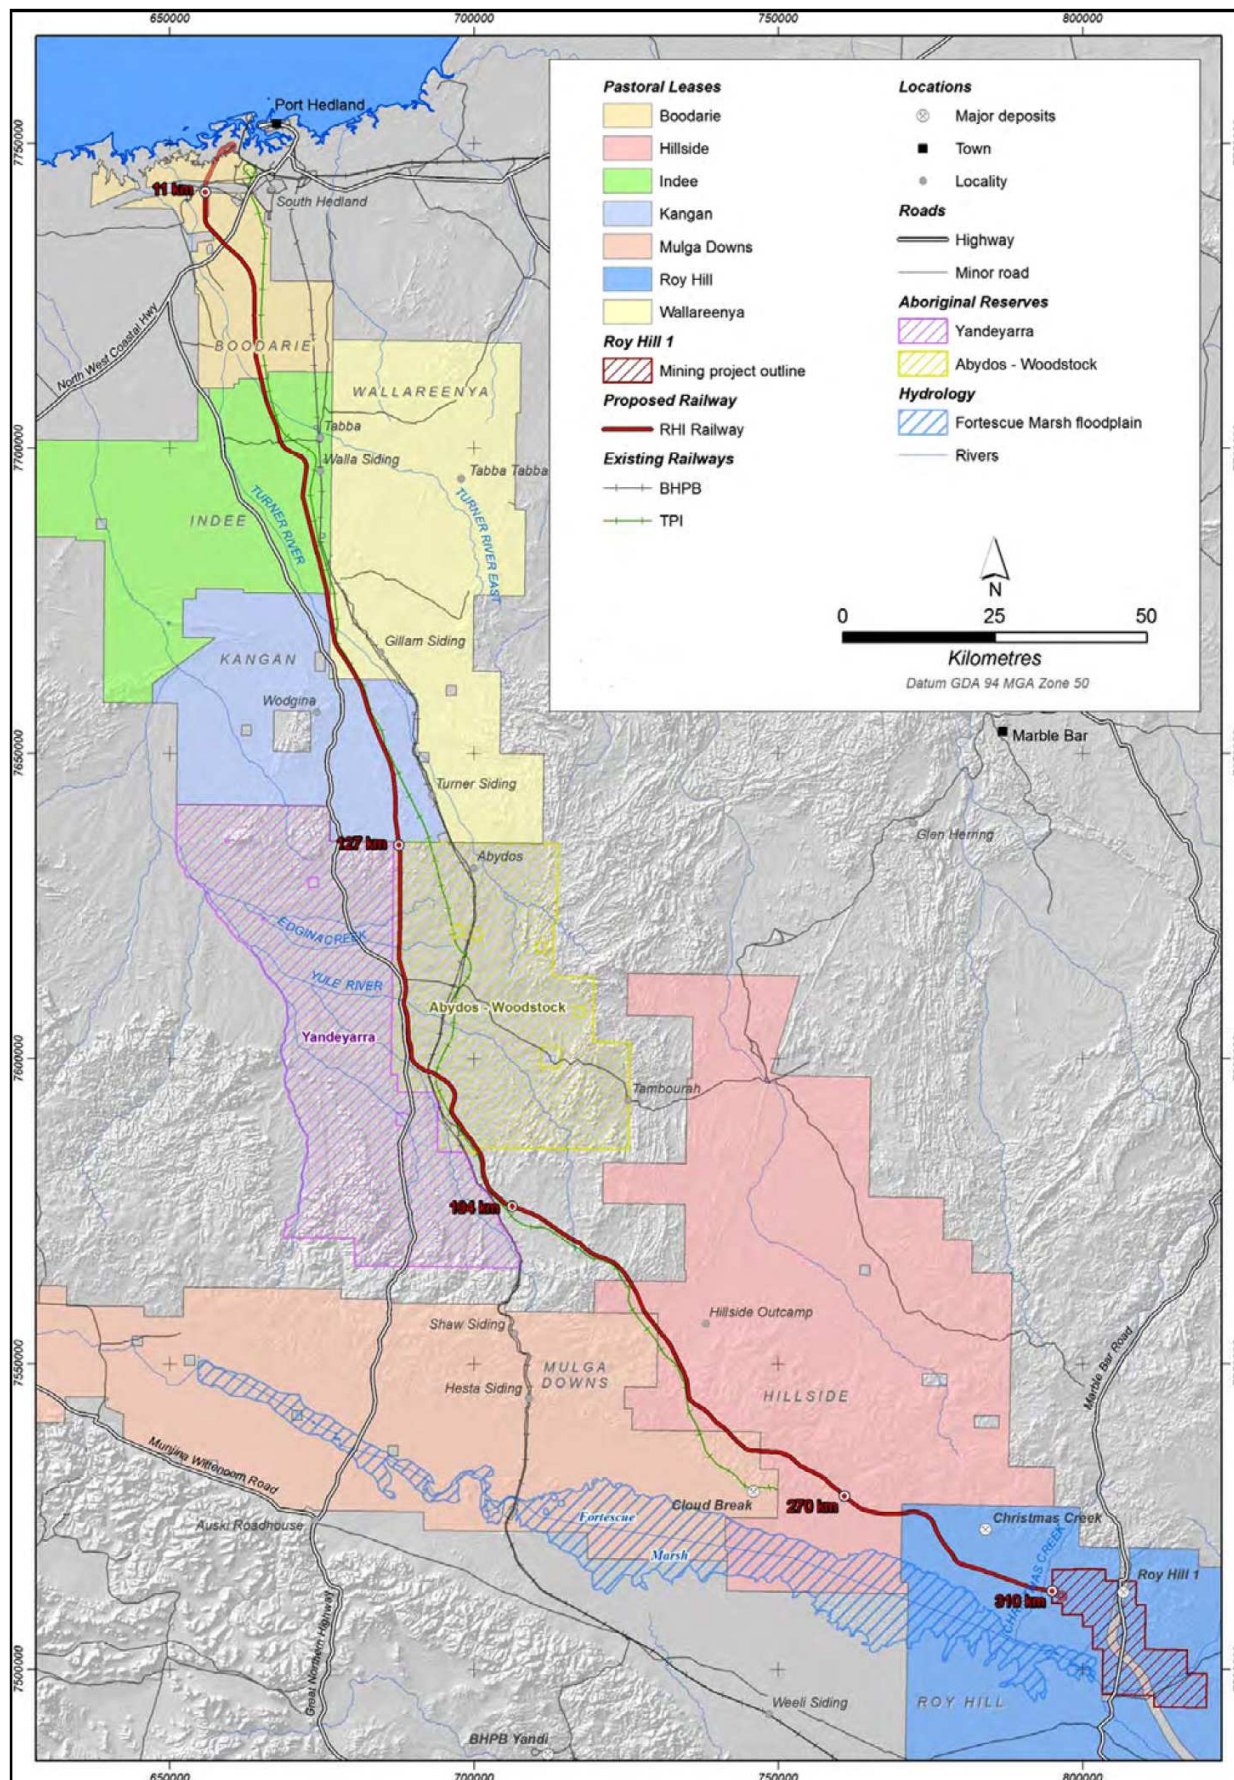 650000
700000
750000
800000
Port Hedland
7750000
11 km
South Hedland
North West Coastal Hwy
BOODARIE
WALLAREENYA
Tabba
7700000
Walla Siding
Tabba Tabba
TURNER RIVER
TURNER RIVER EAST
INDEE
Gillam Siding
KANGAN
Wodgina
7650000
Turner Siding
Pastoral Leases
Boodarie
Hillside
Indee
Kangan
Mulga Downs
Roy Hill
Wallareenya
Roy Hill 1
Mining project outline
Proposed Railway
RHI Railway
Existing Railways
BHPB
TPI
Locations
Major deposits
Town
Locality
Roads
Highway
Minor road
Aboriginal Reserves
Yandeyarra
Abydos - Woodstock
Hydrology
Fortescue Marsh floodplain
Rivers
N
0
25
50
Kilometres
Datum GDA 94 MGA Zone 50
Marble Bar
Glen Herring
127 km
Abydos
EDGINA CREEK
YULE RIVER
Abydos - Woodstock
Yandeyarra
7600000
Tambourah
194 km
Hillside Outcamp
Shaw Siding
7550000
MULGA
DOWNS
Hesta Siding
HILLSIDE
Marble Bar Road
Munjina Wittenoom Road
Cloud Break
270 km
Fortescue
Christmas Creek
Auski Roadhouse
Marsh
CHRISTMAS CREEK
Roy Hill 1
310 km
7500000
Great Northern Highway
Weeli Siding
ROY HILL
BHPB Yandi
650000
700000
750000
800000